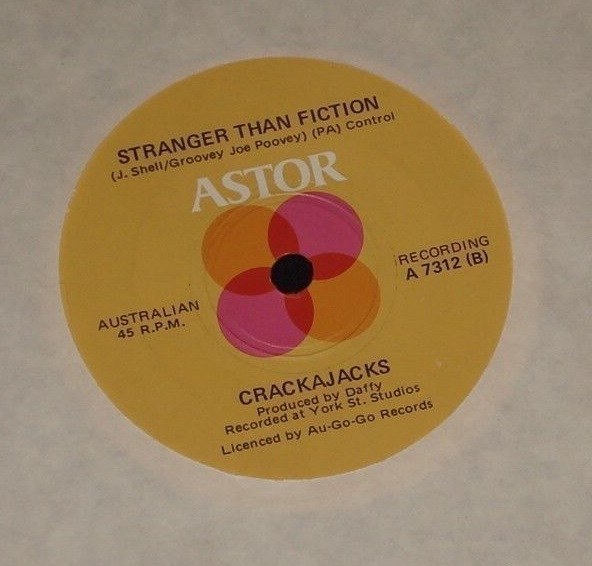 STRANGER THAN FICTION
(J. Shell/Groovey Joe Poovey) (PA) Control
ASTOR
AUSTRALIAN
45 R.P.M.
RECORDING
A 7312 (B)
CRACKAJACKS
Produced by Daffy
Recorded at York St. Studios
Licenced by Au-Go-Go Records